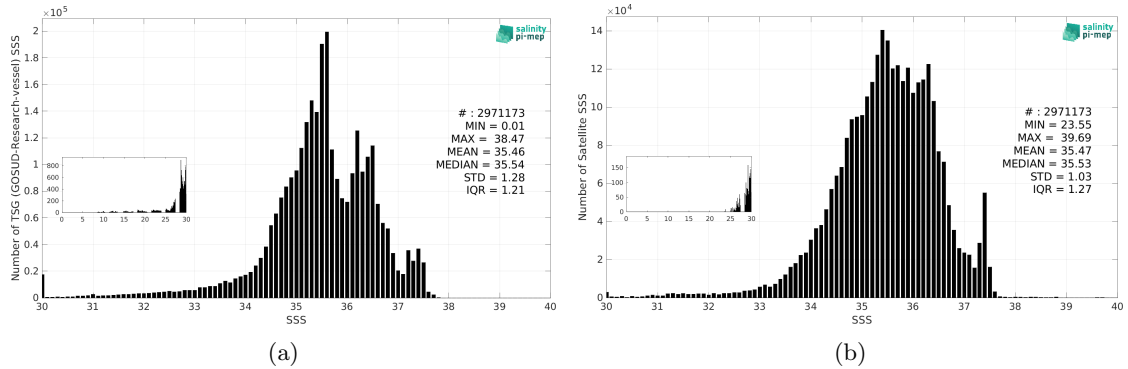 ×10⁵
2
1.8
1.6
1.4
1.2
1
0.8
0.6
0.4
0.2
0
Number of TSG (GOSUD-Research-vessel) SSS
salinity
pi-mep
# : 2971173
MIN = 0.01
MAX = 38.47
MEAN = 35.46
MEDIAN = 35.54
STD = 1.28
IQR = 1.21
800
600
400
200
0
0 5 10 15 20 25 30
30 31 32 33 34 35 36 37 38 39 40
SSS
(a)
×10⁴
14
12
10
8
6
4
2
0
Number of Satellite SSS
salinity
pi-mep
# : 2971173
MIN = 23.55
MAX = 39.69
MEAN = 35.47
MEDIAN = 35.53
STD = 1.03
IQR = 1.27
150
100
50
0
0 5 10 15 20 25 30
30 31 32 33 34 35 36 37 38 39 40
SSS
(b)